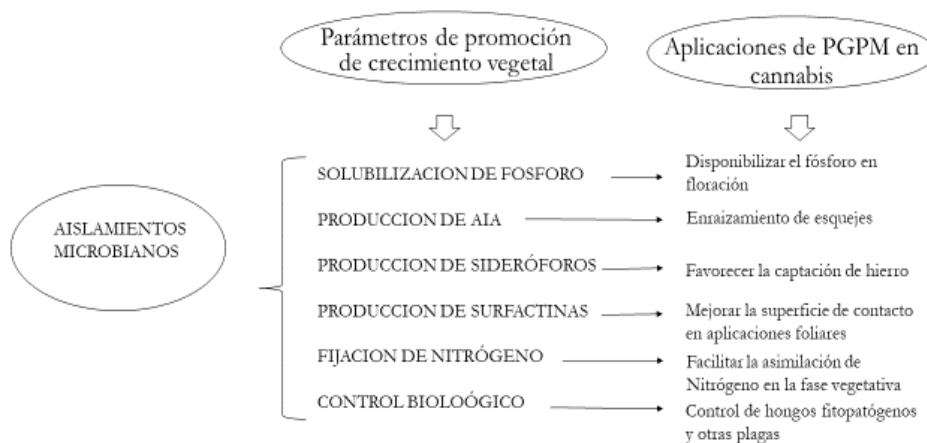 Parámetros de promoción
de crecimiento vegetal
Aplicaciones de PGPM en
cannabis
AISLAMIENTOS
MICROBIANOS
SOLUBILIZACION DE FOSFORO
Disponibilizar el fósforo en
floración
PRODUCCION DE AIA
Enraizamiento de esquejes
PRODUCCION DE SIDERÓFOROS
Favorecer la captación de hierro
PRODUCCION DE SURFACTINAS
Mejorar la superficie de contacto
en aplicaciones foliares
FIJACION DE NITRÓGENO
Facilitar la asimilación de
Nitrógeno en la fase vegetativa
CONTROL BIOLOÓGICO
Control de hongos fitopatógenos
y otras plagas